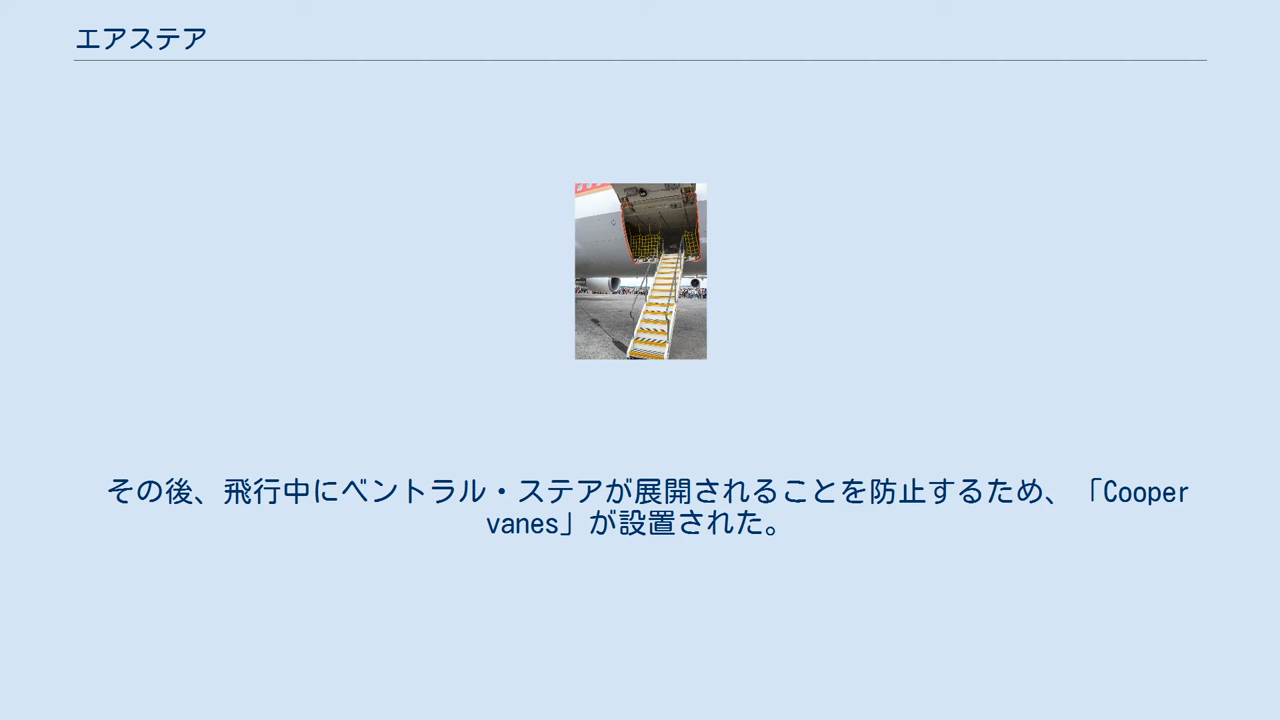 エアステア
その後、飛行中にベントラル・ステアが展開されることを防止するため、「Cooper
vanes」が設置された。